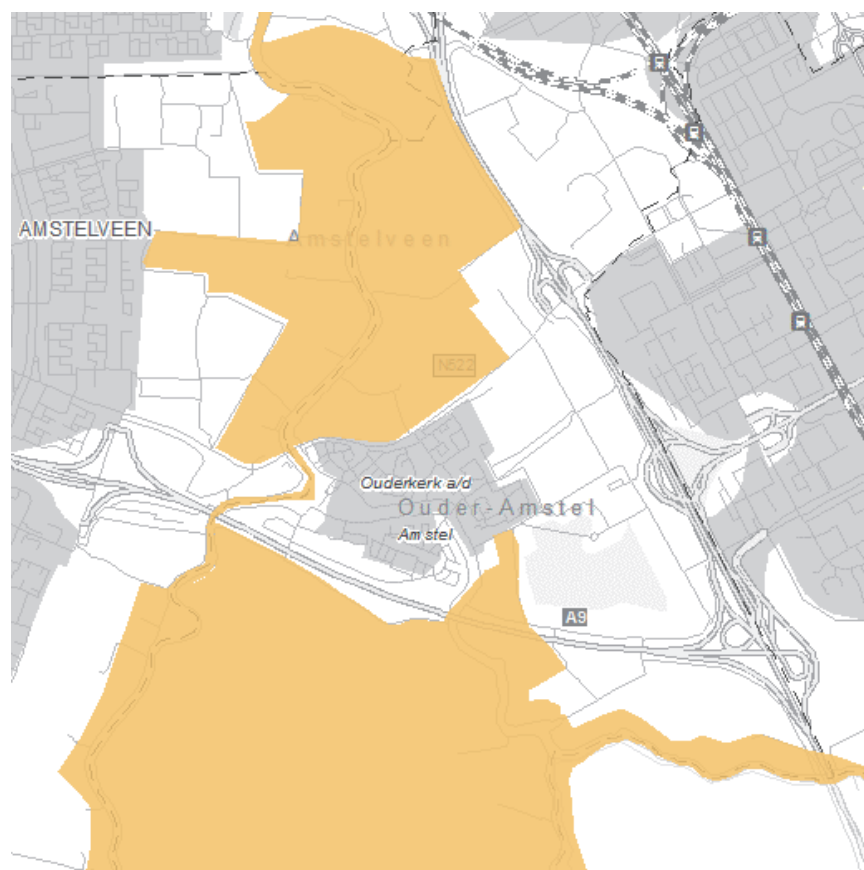 AMSTELVEEN
Amstelveen
N522
Ouderkerk a/d
Ouder-Amstel
Amstel
A9